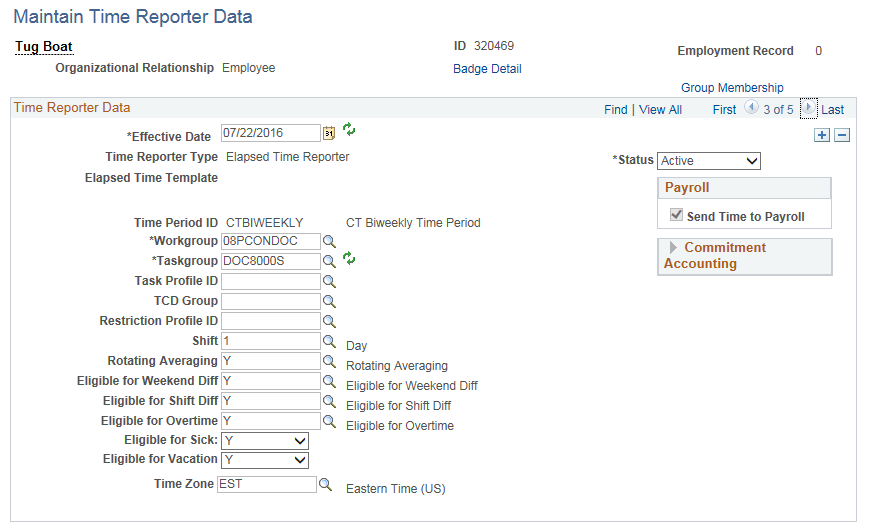 Maintain Time Reporter Data
Tug Boat ID 320469 Employment Record 0
Organizational Relationship Employee Badge Detail
Group Membership
Time Reporter Data Find | View All First 3 of 5 Last
*Effective Date 07/22/2016 31
Time Reporter Type Elapsed Time Reporter *Status Active
Elapsed Time Template
Payroll
Send Time to Payroll
Time Period ID CTBIWEEKLY CT Biweekly Time Period
*Workgroup 08PCONDOC
Commitment
Accounting
*Taskgroup DOC8000S
Task Profile ID
TCD Group
Restriction Profile ID
Shift 1 Day
Rotating Averaging Y Rotating Averaging
Eligible for Weekend Diff Y Eligible for Weekend Diff
Eligible for Shift Diff Y Eligible for Shift Diff
Eligible for Overtime Y Eligible for Overtime
Eligible for Sick: Y
Eligible for Vacation Y
Time Zone EST Eastern Time (US)